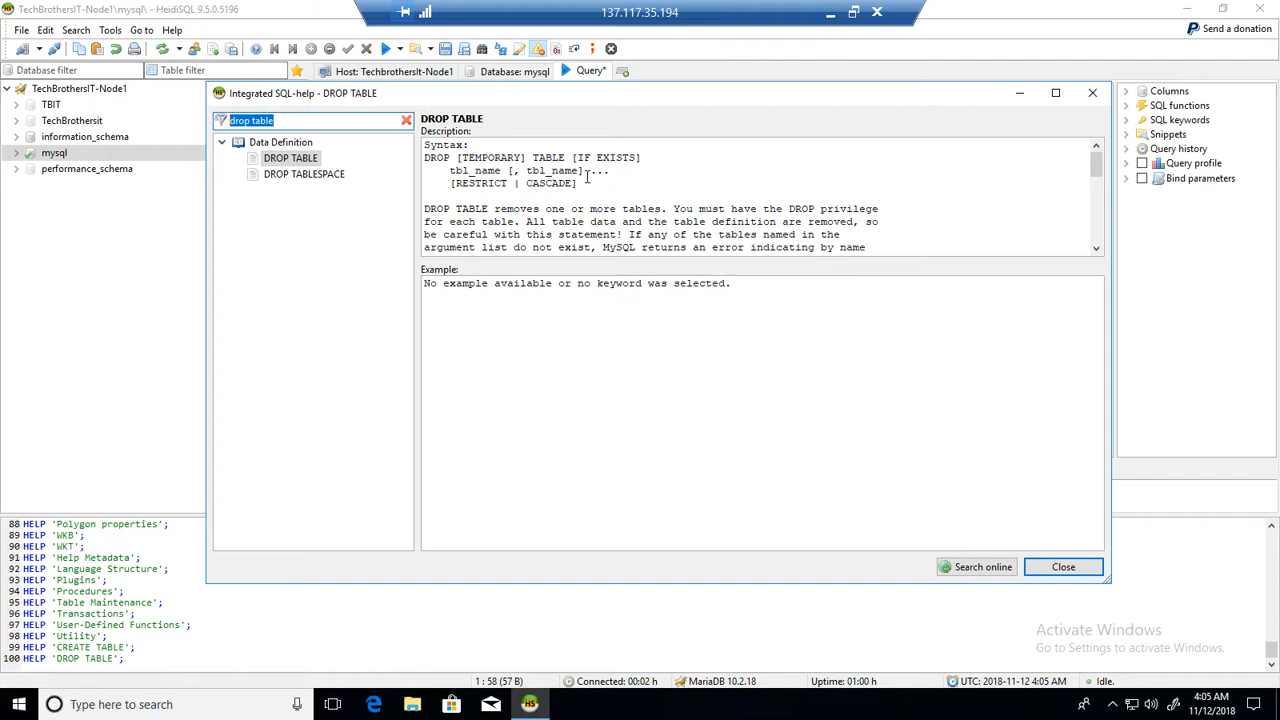 TechBrothersIT-Node1\mysql\ - HeidiSQL 9.5.0.5196
137.117.35.194
File Edit Search Tools Go to Help
Send a donation
Database filter
Table filter
Host: TechbrothersIt-Node1
Database: mysql
Query*
TechBrothersIT-Node1
TBIT
TechBrothersit
information_schema
mysql
performance_schema
Integrated SQL-help - DROP TABLE
drop table
Data Definition
DROP TABLE
DROP TABLESPACE
DROP TABLE
Description:
Syntax:
DROP [TEMPORARY] TABLE [IF EXISTS]
tbl_name [, tbl_name] ...
[RESTRICT | CASCADE]
DROP TABLE removes one or more tables. You must have the DROP privilege
for each table. All table data and the table definition are removed, so
be careful with this statement! If any of the tables named in the
argument list do not exist, MySQL returns an error indicating by name
Example:
No example available or no keyword was selected.
Search online
Close
Columns
SQL functions
SQL keywords
Snippets
Query history
Query profile
Bind parameters
88 HELP 'Polygon properties';
89 HELP 'WKB';
90 HELP 'WKT';
91 HELP 'Help Metadata';
92 HELP 'Language Structure';
93 HELP 'Plugins';
94 HELP 'Procedures';
95 HELP 'Table Maintenance';
96 HELP 'Transactions';
97 HELP 'User-Defined Functions';
98 HELP 'Utility';
99 HELP 'CREATE TABLE';
100 HELP 'DROP TABLE';
Activate Windows
Go to Settings to activate Windows.
1 : 58 (57 B)
Connected: 00:02 h
MariaDB 10.2.18
Uptime: 01:00 h
UTC: 2018-11-12 4:05 AM
Idle.
Type here to search
4:05 AM
11/12/2018